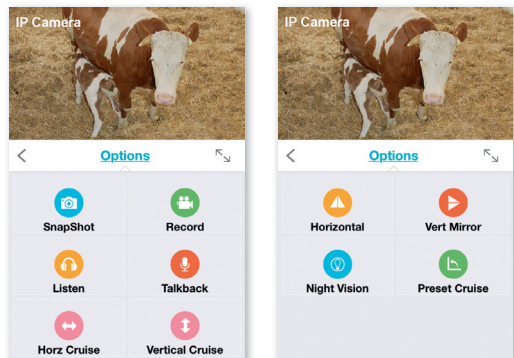 IP Camera
Options
SnapShot
Record
Listen
Talkback
Horz Cruise
Vertical Cruise
IP Camera
Options
Horizontal
Vert Mirror
Night Vision
Preset Cruise